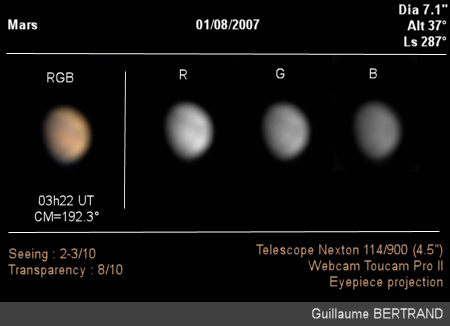 Mars
01/08/2007
Dia 7.1"
Alt 37°
Ls 287°
RGB
R
G
B
03h22 UT
CM=192.3°
Seeing : 2-3/10
Transparency : 8/10
Telescope Nexton 114/900 (4.5")
Webcam Toucam Pro II
Eyepiece projection
Guillaume BERTRAND